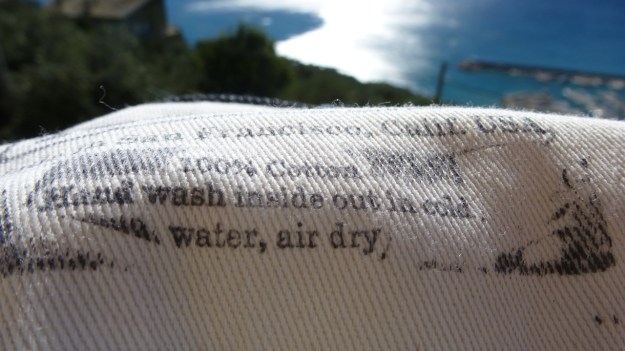 San Francisco, Calif. USA
100% Cotton
Hand wash inside out in cold
water, air dry,